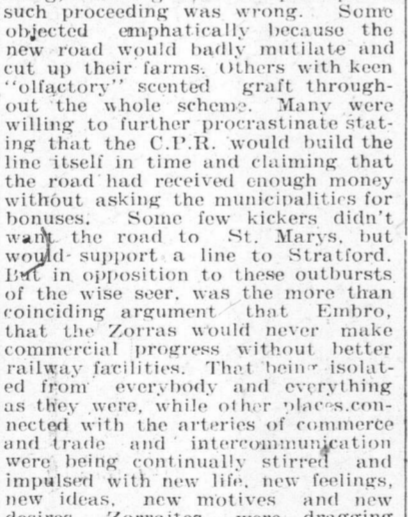 such proceeding was wrong. Some
objected emphatically because the
new road would badly mutilate and
cut up their farms. Others with keen
"olfactory" scented graft through-
out the whole scheme. Many were
willing to further procrastinate stat-
ing that the C.P.R. would build the
line itself in time and claiming that
the road had received enough money
without asking the municipalities for
bonuses. Some few kickers didn't
want the road to St. Marys, but
would support a line to Stratford.
But in opposition to these outbursts
of the wise seer, was the more than
coinciding argument that Embro,
that the Zorras would never make
commercial progress without better
railway facilities. That being isolat-
ed from everybody and everything
as they were, while other places.con-
nected with the arteries of commerce
and trade and intercommunication
were being continually stirred and
impulsed with new life, new feelings,
new ideas, new motives and new
desires, Zorraites were dragging